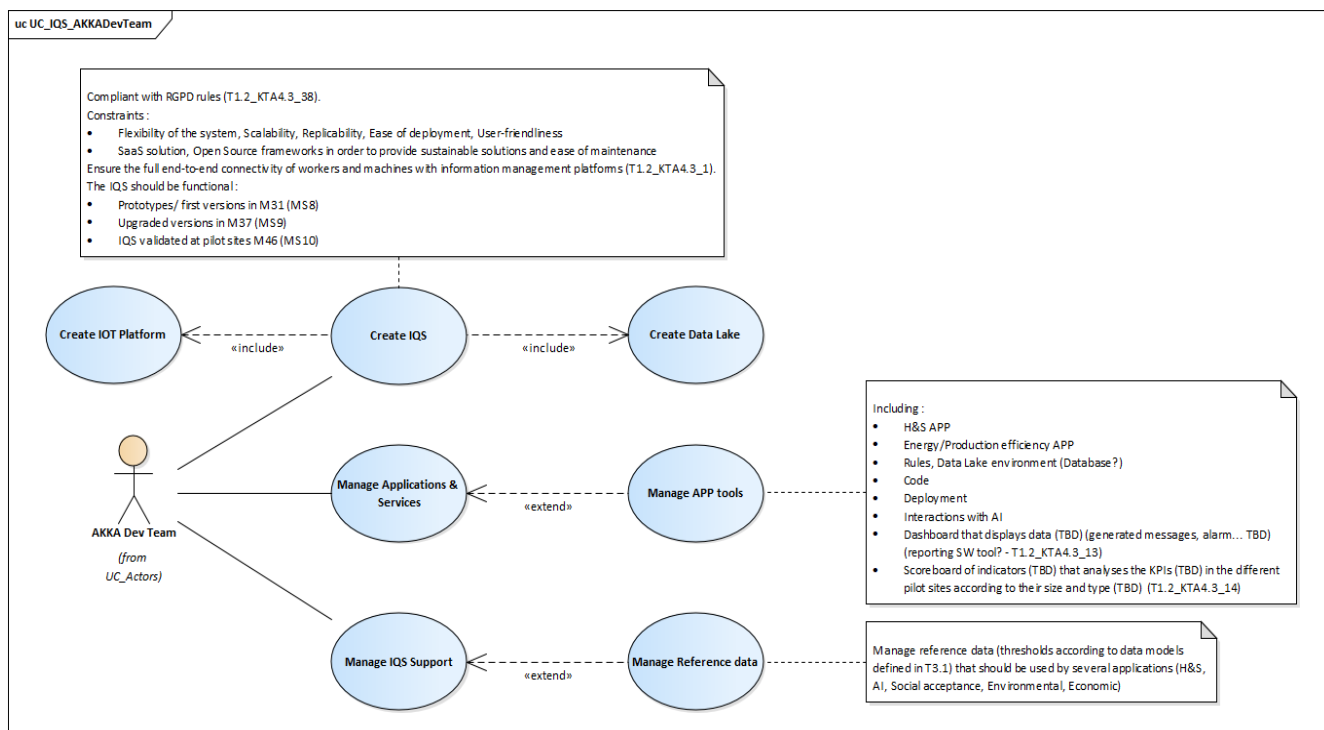 uc UC_IQS_AKKADevTeam
Compliant with RGPD rules (T1.2_KTA4.3_38).
Constraints :
• Flexibility of the system, Scalability, Replicability, Ease of deployment, User-friendliness
• SaaS solution, Open Source frameworks in order to provide sustainable solutions and ease of maintenance
Ensure the full end-to-end connectivity of workers and machines with information management platforms (T1.2_KTA4.3_1).
The IQS should be functional :
• Prototypes/ first versions in M31 (MS8)
• Upgraded versions in M37 (MS9)
• IQS validated at pilot sites M46 (MS10)
Create IOT Platform
«include»
Create IQS
«include»
Create Data Lake
AKKA Dev Team
(from
UC_Actors)
Manage Applications &
Services
«extend»
Manage APP tools
Including :
• H&S APP
• Energy/Production efficiency APP
• Rules, Data Lake environment (Database?)
• Code
• Deployment
• Interactions with AI
• Dashboard that displays data (TBD) (generated messages, alarm... TBD)
(reporting SW tool? - T1.2_KTA4.3_13)
• Scoreboard of indicators (TBD) that analyses the KPIs (TBD) in the different
pilot sites according to their size and type (TBD) (T1.2_KTA4.3_14)
Manage IQS Support
«extend»
Manage Reference data
Manage reference data (thresholds according to data models
defined in T3.1) that should be used by several applications (H&S,
AI, Social acceptance, Environmental, Economic)